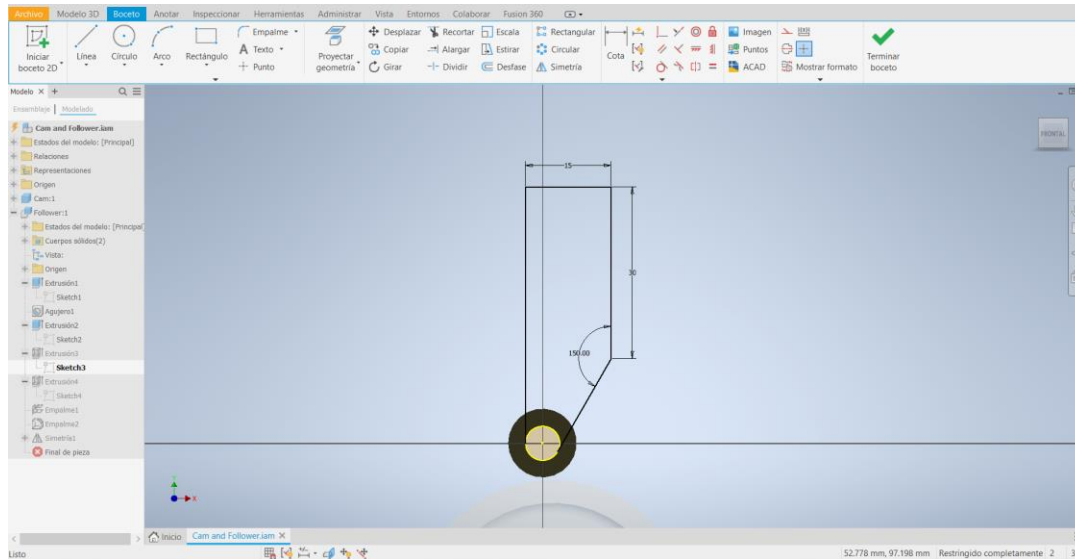 Archivo Modelo 3D Boceto Anotar Inspeccionar Herramientas Administrar Vista Entornos Colaborar Fusion 360
Iniciar boceto 2D
Línea
Círculo
Arco
Rectángulo
Empalme
Texto
Punto
Proyectar geometría
Desplazar
Copiar
Girar
Recortar
Alargar
Dividir
Escala
Estirar
Desfase
Rectangular
Circular
Simetría
Cota
Imagen
Puntos
ACAD
Mostrar formato
Terminar boceto
Modelo
Ensamblaje Modelado
Cam and Follower.iam
Estados del modelo: [Principal]
Relaciones
Representaciones
Origen
Cam:1
Follower:1
Estados del modelo: [Principal]
Cuerpos sólidos(2)
Vista:
Origen
Extrusión1
Sketch1
Agujero1
Extrusión2
Sketch2
Extrusión3
Sketch3
Extrusión4
Sketch4
Empalme1
Empalme2
Simetría1
Final de pieza
FRONTAL
15
30
150.00
Y
X
Inicio Cam and Follower.iam
Listo
52.778 mm, 97.198 mm Restringido completamente 2